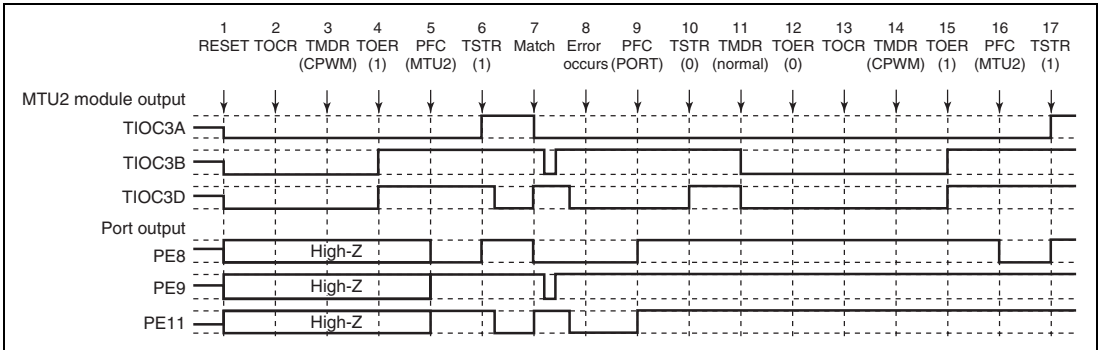 1 2 3 4 5 6 7 8 9 10 11 12 13 14 15 16 17
RESET TOCR TMDR TOER PFC TSTR Match Error PFC TSTR TMDR TOER TOCR TMDR TOER PFC TSTR
(CPWM) (1) (MTU2) (1) occurs (PORT) (0) (normal) (0) (CPWM) (1) (MTU2) (1)
MTU2 module output
TIOC3A
TIOC3B
TIOC3D
Port output
PE8 High-Z
PE9 High-Z
PE11 High-Z